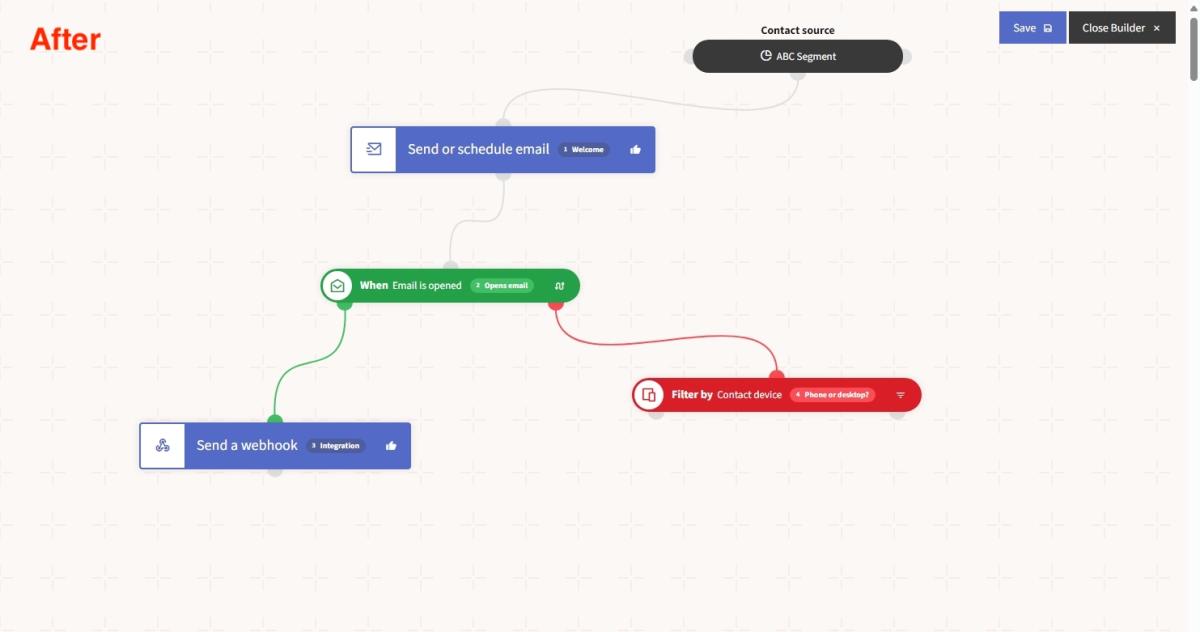 After
Contact source
ABC Segment
Save
Close Builder ×
Send or schedule email 1 Welcome
When Email is opened 2 Opens email
Filter by Contact device 4 Phone or desktop?
Send a webhook 3 Integration